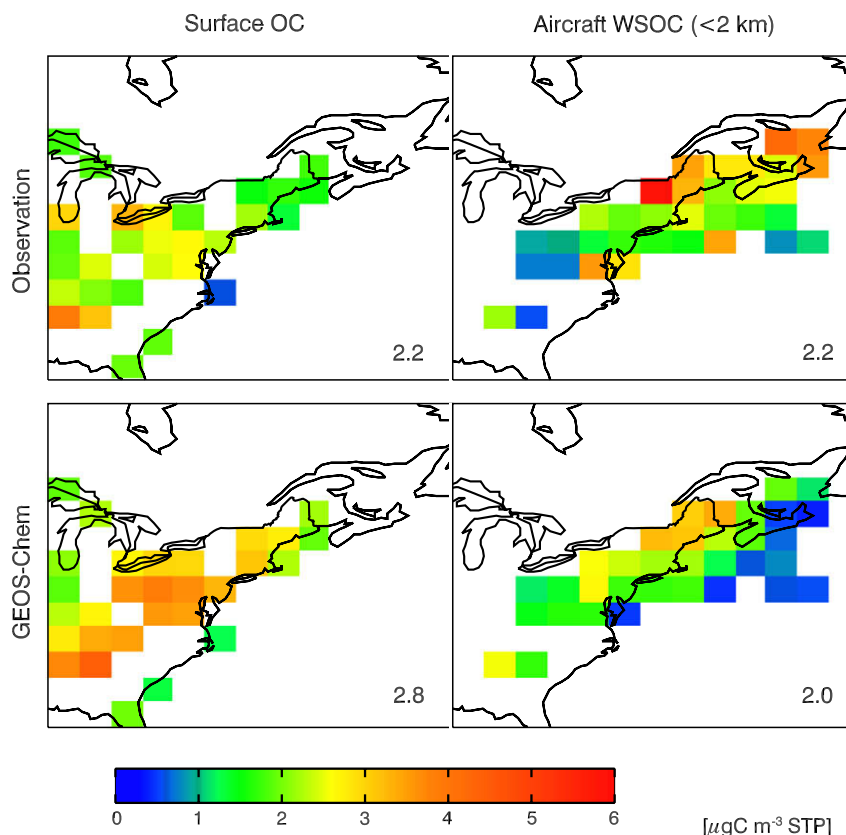 Surface OC
Aircraft WSOC (<2 km)
Observation
2.2
2.2
GEOS-Chem
2.8
2.0
0 1 2 3 4 5 6
[μgC m⁻³ STP]